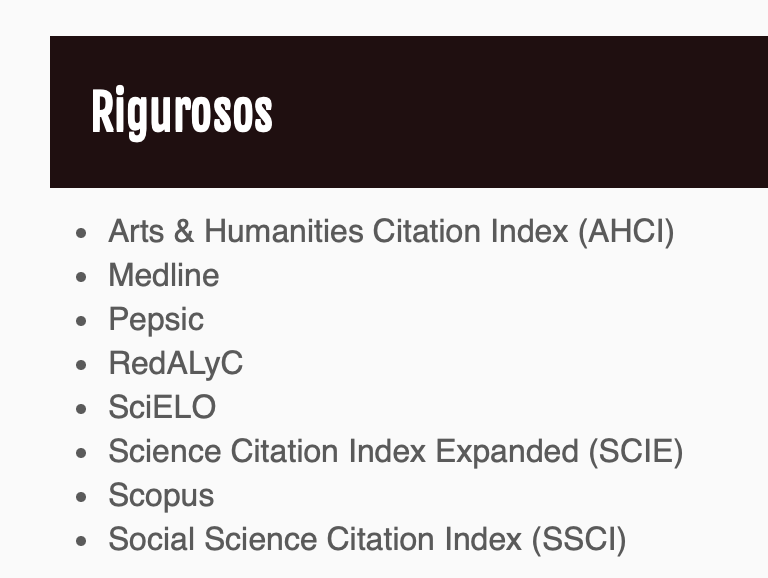 Rigurosos
Arts & Humanities Citation Index (AHCI)
Medline
Pepsic
RedALyC
SciELO
Science Citation Index Expanded (SCIE)
Scopus
Social Science Citation Index (SSCI)